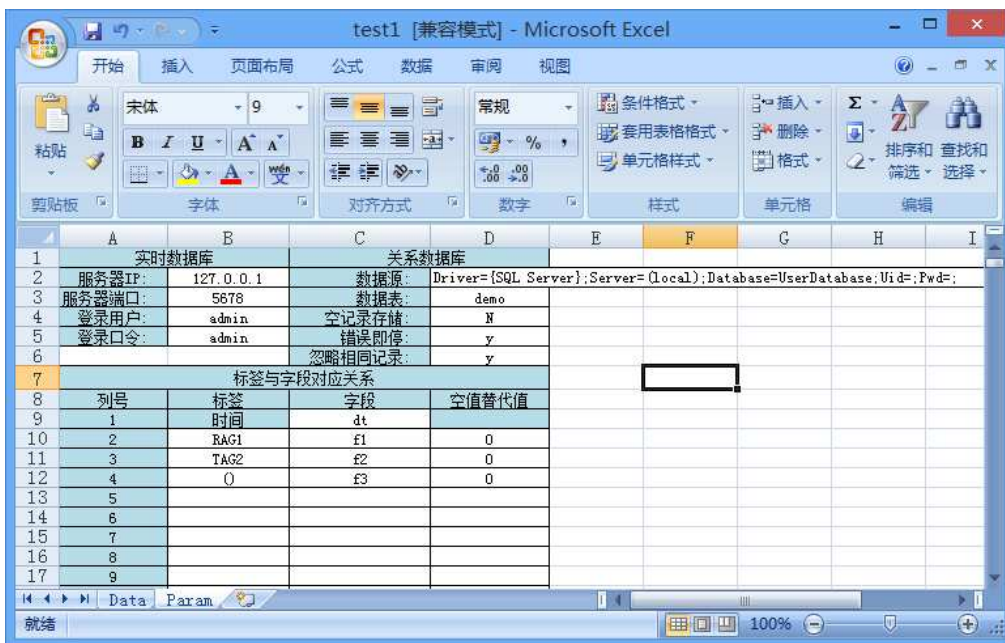 test1 [兼容模式] - Microsoft Excel
开始 插入 页面布局 公式 数据 审阅 视图
粘贴
剪贴板
宋体 9
B I U A A
A wén 变
字体
对齐方式
常规
% ,
.0 .00 .00 .0
数字
条件格式
套用表格格式
单元格样式
样式
插入
删除
格式
单元格
Σ
排序和筛选
查找和选择
编辑
A B C D E F G H I
1 实时数据库 关系数据库
2 服务器IP: 127.0.0.1 数据源: Driver={SQL Server};Server=(local);Database=UserDatabase;Uid=;Pwd=;
3 服务器端口: 5678 数据表: demo
4 登录用户: admin 空记录存储: N
5 登录口令: admin 错误即停: y
6 忽略相同记录: y
7 标签与字段对应关系
8 列号 标签 字段 空值替代值
9 1 时间 dt
10 2 RAG1 f1 0
11 3 TAG2 f2 0
12 4 () f3 0
13 5
14 6
15 7
16 8
17 9
Data Param
就绪 100%